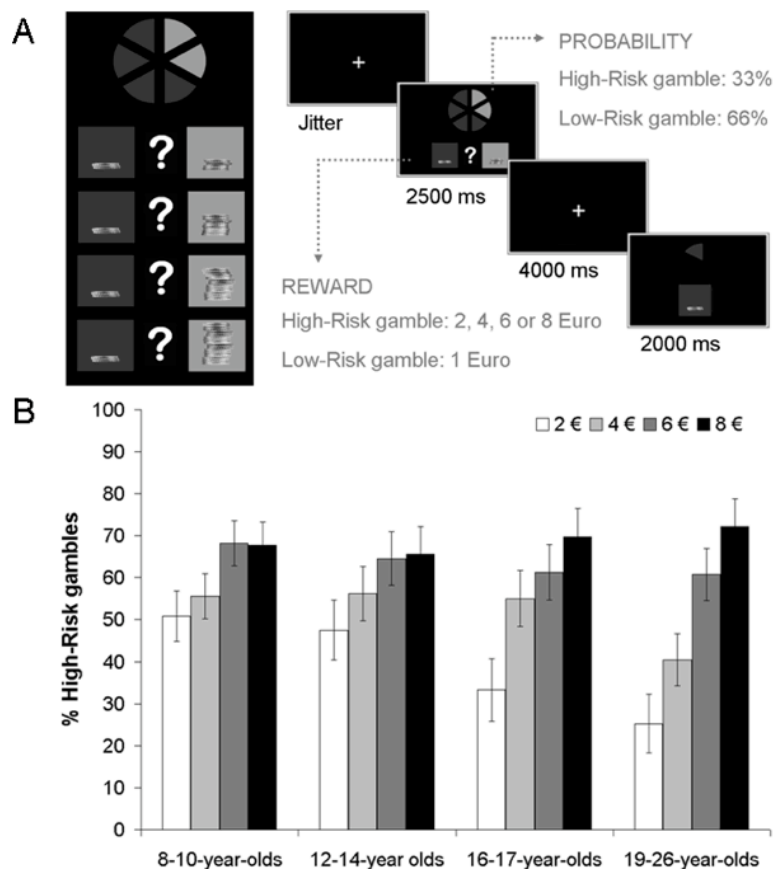 A
?
?
?
?
+
Jitter
?
2500 ms
+
4000 ms
2000 ms
PROBABILITY
High-Risk gamble: 33%
Low-Risk gamble: 66%
REWARD
High-Risk gamble: 2, 4, 6 or 8 Euro
Low-Risk gamble: 1 Euro
B
% High-Risk gambles
100
90
80
70
60
50
40
30
20
10
0
2 € 4 € 6 € 8 €
8-10-year-olds 12-14-year olds 16-17-year-olds 19-26-year-olds